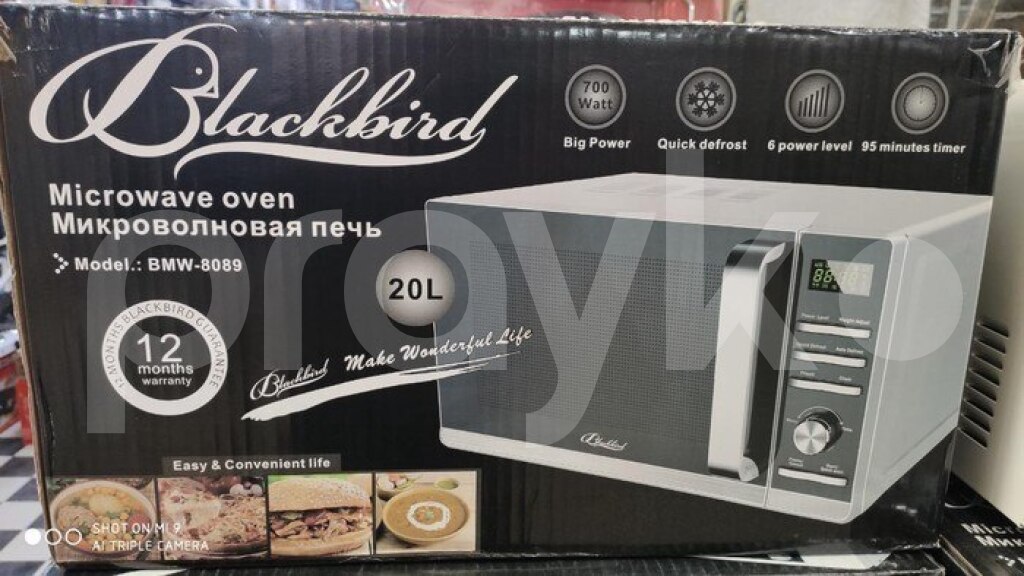 Blackbird
700
Watt
Big Power
Quick defrost
6 power level
95 minutes timer
Microwave oven
Микроволновая печь
Model.: BMW-8089
20L
12 MONTHS BLACKBIRD GUARANTEE
12
months
warranty
Blackbird Make Wonderful Life
Blackbird
Easy & Convenient life
prayko
SHOT ON MI 9
AI TRIPLE CAMERA